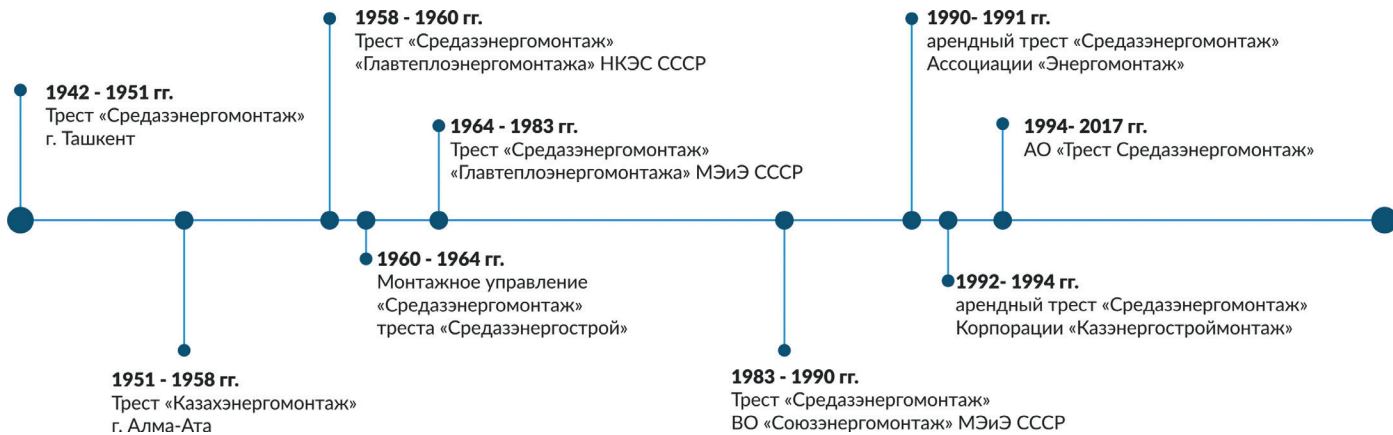 1942 - 1951 гг.
Трест «Средазэнергомонтаж»
г. Ташкент
1951 - 1958 гг.
Трест «Казахэнергомонтаж»
г. Алма-Ата
1958 - 1960 гг.
Трест «Средазэнергомонтаж»
«Главтеплоэнергомонтажа» НКЭС СССР
1960 - 1964 гг.
Монтажное управление
«Средазэнергомонтаж»
треста «Средазэнергострой»
1964 - 1983 гг.
Трест «Средазэнергомонтаж»
«Главтеплоэнергомонтажа» МЭиЭ СССР
1983 - 1990 гг.
Трест «Средазэнергомонтаж»
ВО «Союзэнергомонтаж» МЭиЭ СССР
1990- 1991 гг.
арендный трест «Средазэнергомонтаж»
Ассоциации «Энергомонтаж»
1992- 1994 гг.
арендный трест «Средазэнергомонтаж»
Корпорации «Казэнергостроймонтаж»
1994- 2017 гг.
АО «Трест Средазэнергомонтаж»